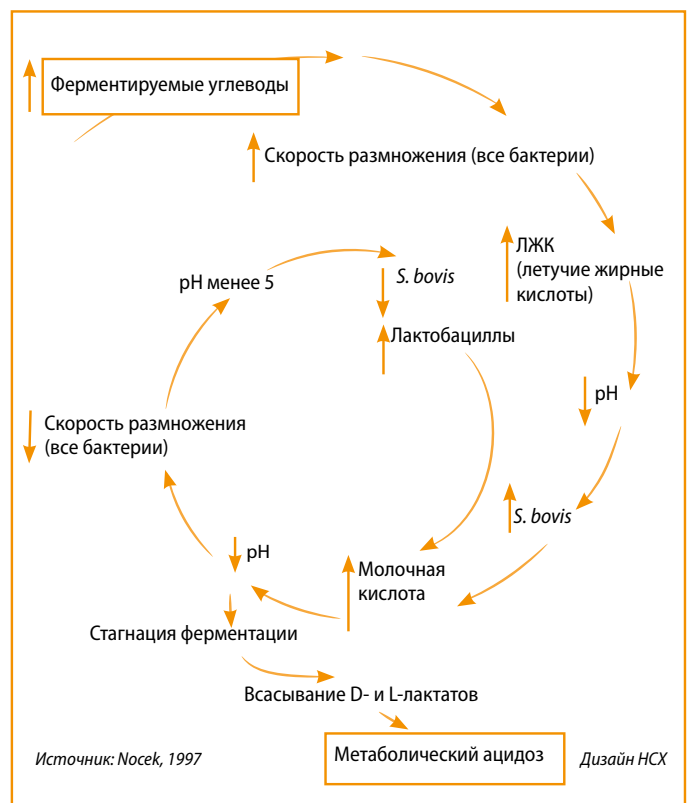 Ферментируемые углеводы
Скорость размножения (все бактерии)
ЛЖК
(летучие жирные
кислоты)
pH
S. bovis
Молочная
кислота
pH
Скорость размножения
(все бактерии)
pH менее 5
S. bovis
Лактобациллы
Стагнация ферментации
Всасывание D- и L-лактатов
Метаболический ацидоз
Источник: Nocek, 1997
Дизайн НСХ